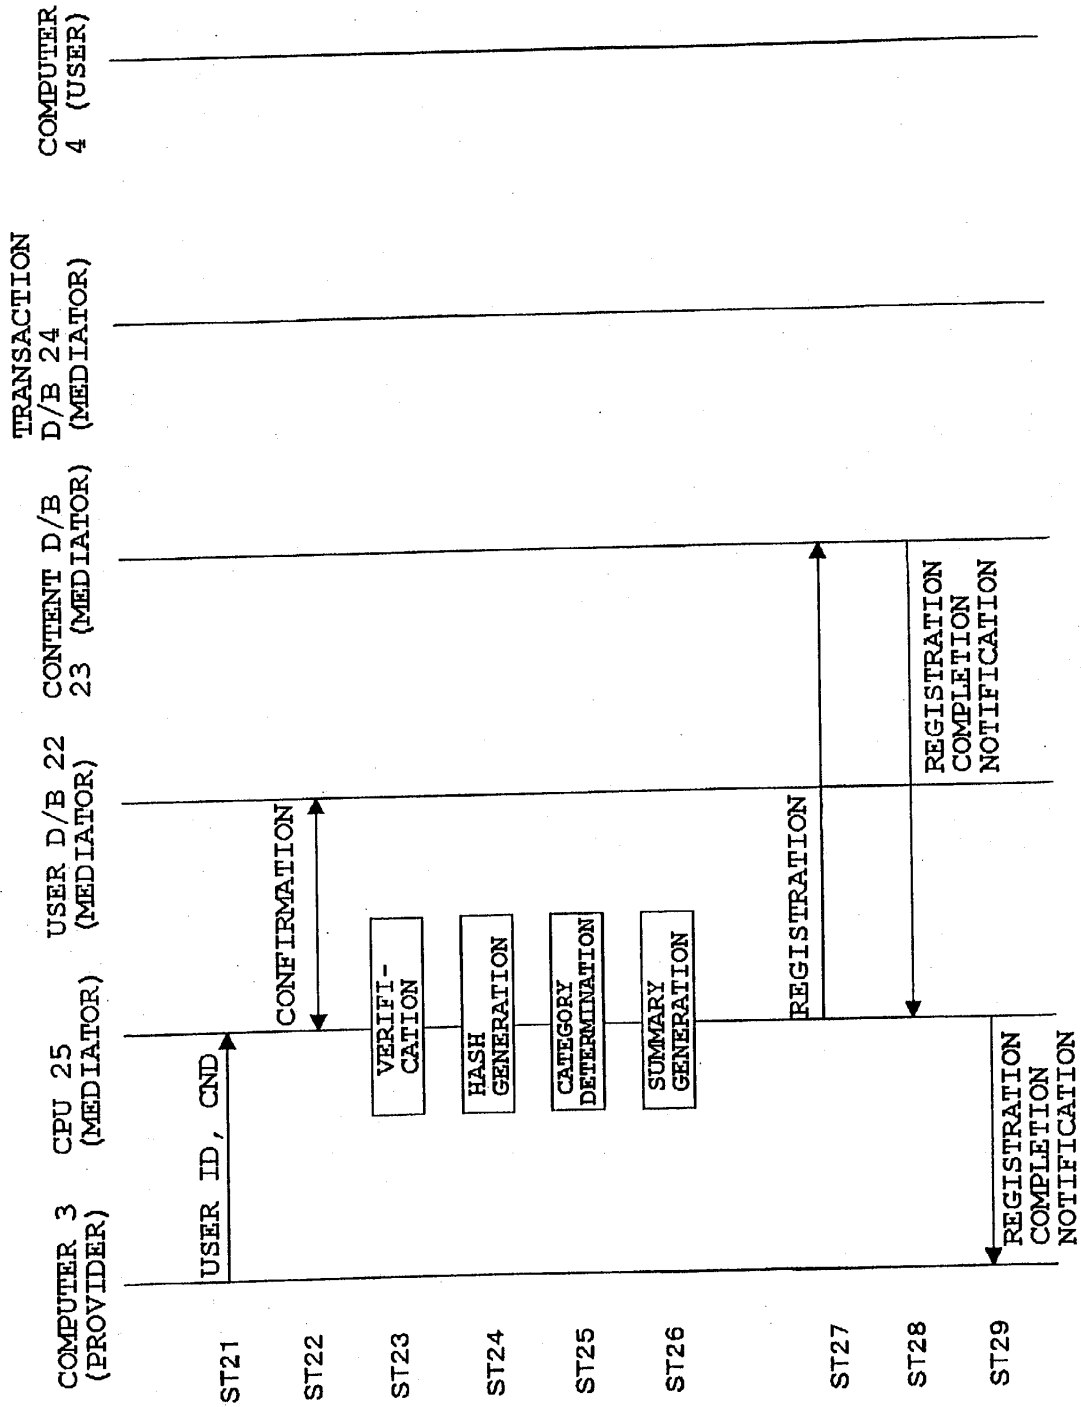 COMPUTER 3
(PROVIDER)
CPU 25
(MEDIATOR)
USER D/B 22
(MEDIATOR)
CONTENT D/B
23 (MEDIATOR)
TRANSACTION
D/B 24
(MEDIATOR)
COMPUTER
4 (USER)
ST21
USER ID, CND
ST22
CONFIRMATION
ST23
VERIFI-
CATION
ST24
HASH
GENERATION
ST25
CATEGORY
DETERMINATION
ST26
SUMMARY
GENERATION
ST27
REGISTRATION
ST28
REGISTRATION
COMPLETION
NOTIFICATION
ST29
REGISTRATION
COMPLETION
NOTIFICATION